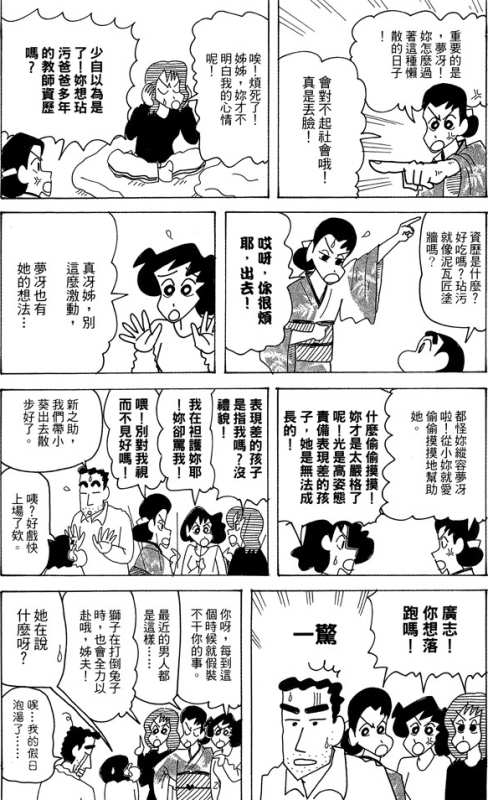 重要的是
，夢冴！
妳怎麼過
著這種懶
散的日子
會對不起社會哦！
真是丟臉！
唉！煩死了！
姊姊，妳才不
明白我的心情
呢！
少自以為是
了！妳想玷
污爸爸多年
的教師資歷
嗎？
資歷是什麼？
好吃嗎？玷污
就像泥瓦匠塗
牆嗎？
哎呀，你很煩
耶，出去！
真冴姊，別
這麼激動，
夢冴也有
她的想法…
都怪妳縱容夢冴
啦！從小妳就愛
偷偷摸摸地幫助
她。
什麼偷偷摸摸！
妳才是太嚴格了
呢！光是高姿態
責備表現差的孩
子，她是無法成
長的！
表現差的孩子
是指我嗎？沒
禮貌！
我在袒護妳耶
！妳卻罵我！
喂！別對我視
而不見好嗎！
新之助，
我們帶小
葵出去散
步好了。
咦？好戲快
上場了欸。
廣志！
你想落
跑嗎！
一驚
你呀，每到這
個時候就假裝
不干你的事。
最近的男人都
是這樣……
獅子在打倒兔子
時，也會全力以
赴哦，姊夫！
她在說
什麼呀？
唉…我的假日
泡湯了……